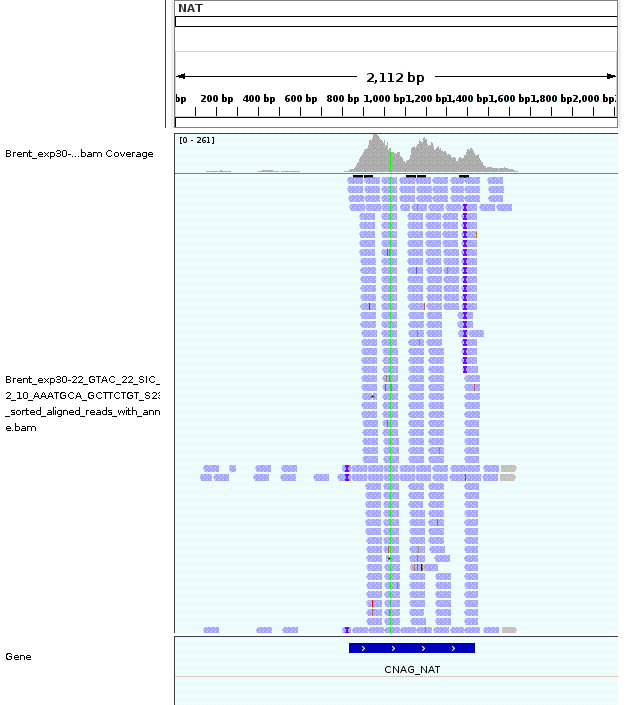 NAT
2,112 bp
bp 200 bp 400 bp 600 bp 800 bp 1,000 bp 1,200 bp 1,400 bp 1,600 bp 1,800 bp 2,000 bp
[0 - 261]
Brent_exp30-...bam Coverage
Brent_exp30-22_GTAC_22_SIC_
2_10_AAATGCA_GCTTCTGT_S23
_sorted_aligned_reads_with_ann
e.bam
Gene
CNAG_NAT